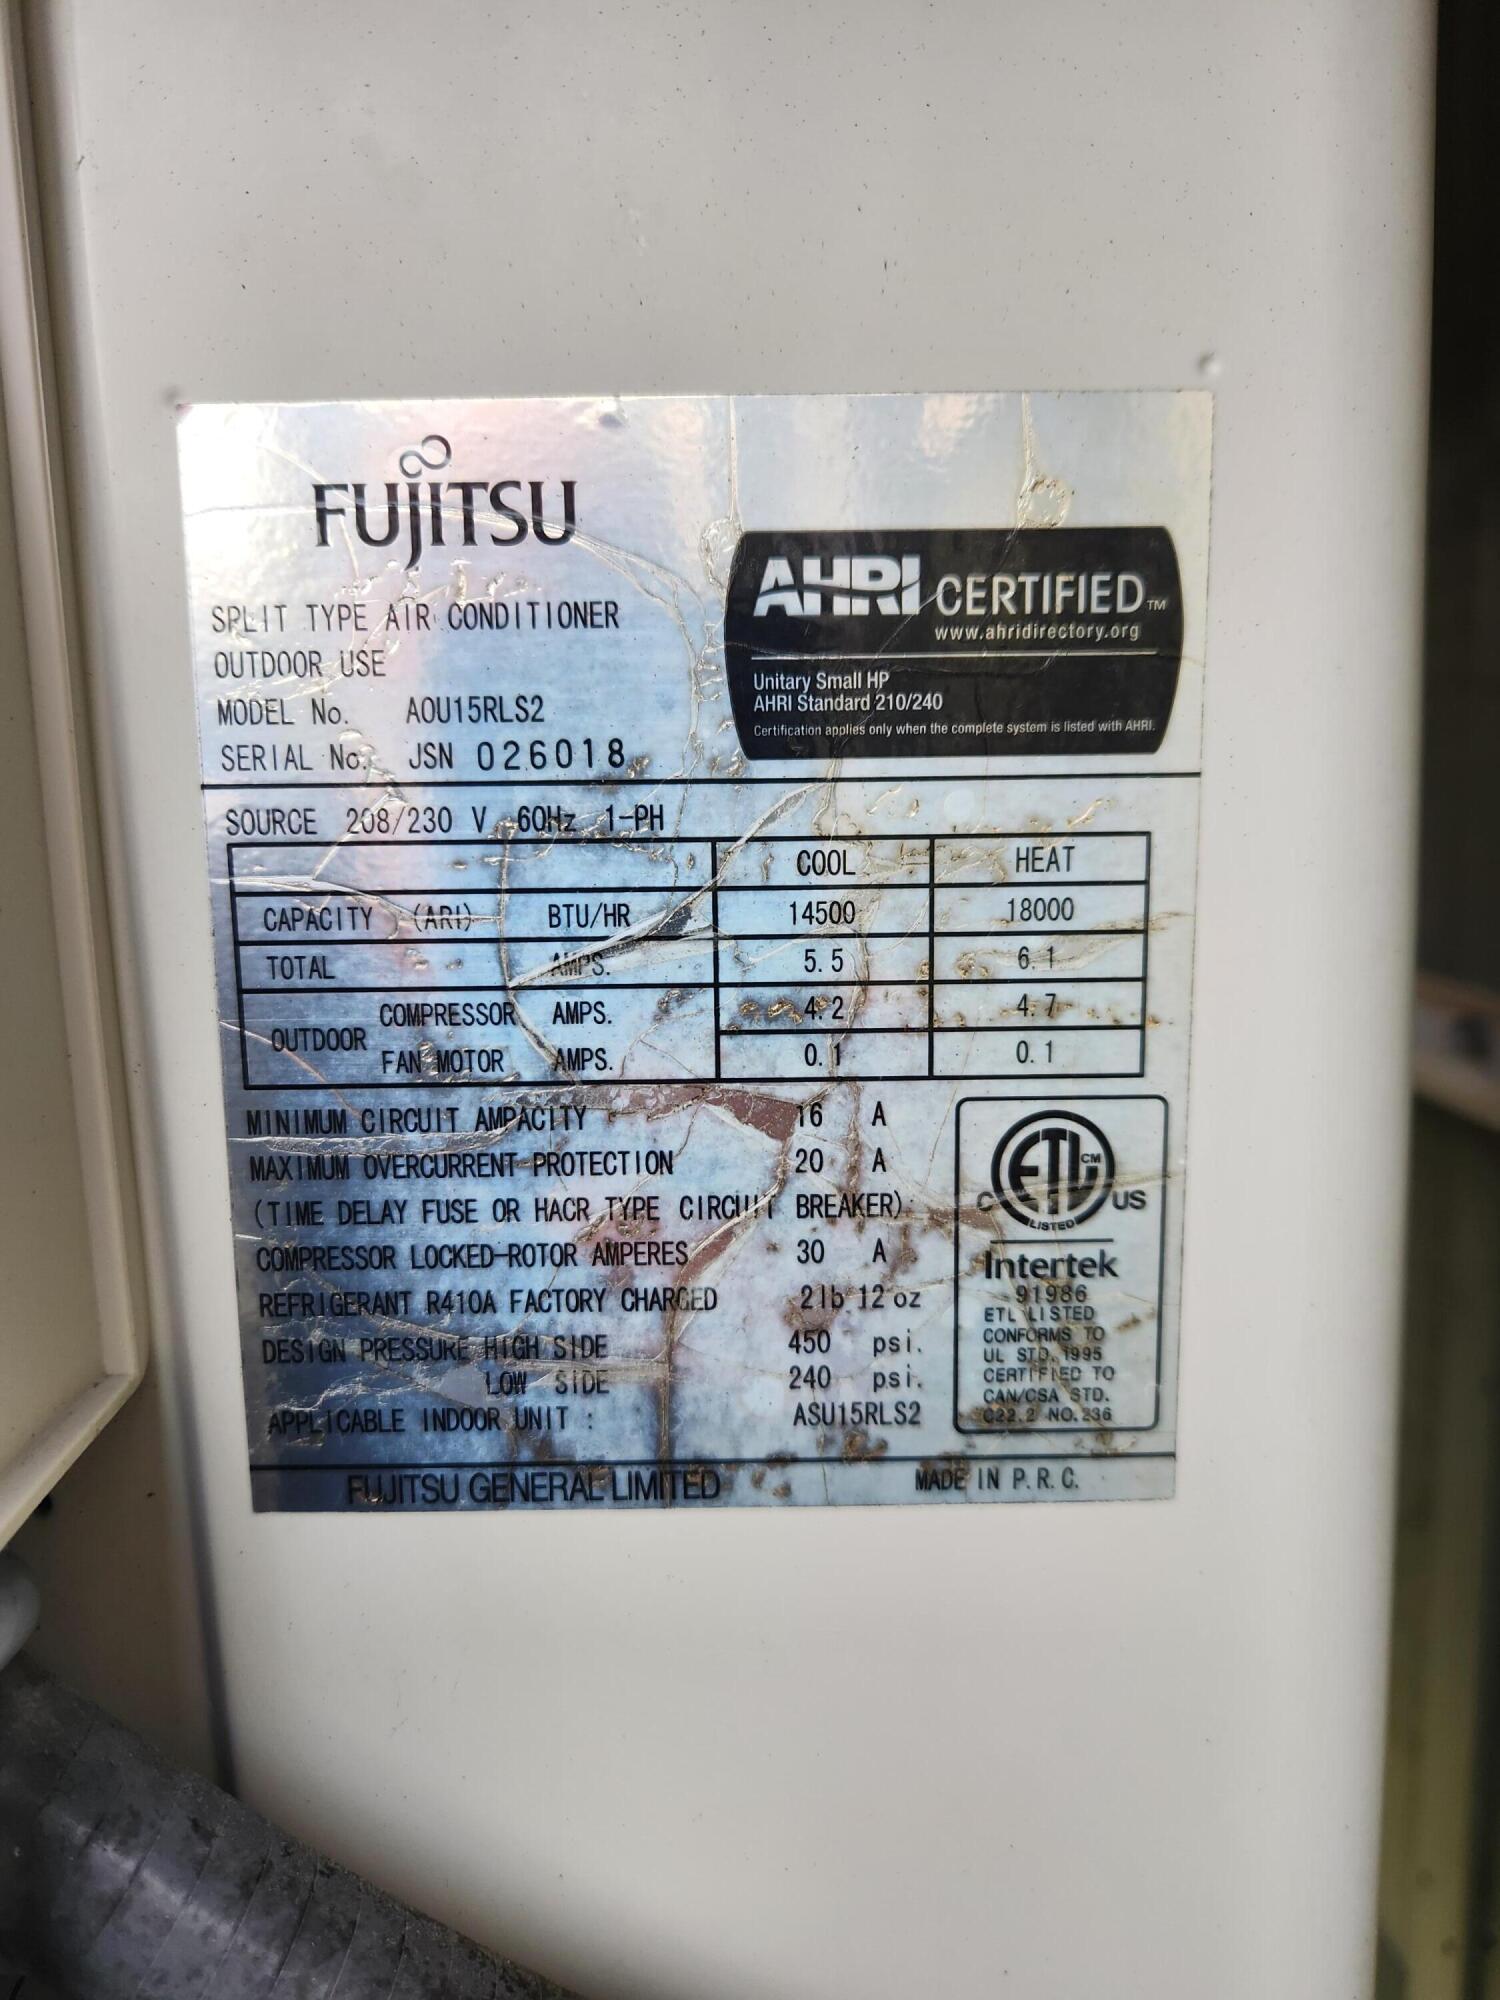 FUJITSU
SPLIT TYPE AIR CONDITIONER
OUTDOOR USE
MODEL No. AOU15RLS2
SERIAL No. JSN 026018
AHRI CERTIFIED™
www.ahridirectory.org
Unitary Small HP
AHRI Standard 210/240
Certification applies only when the complete system is listed with AHRI.
SOURCE 208/230 V 60Hz 1-PH
COOL HEAT
CAPACITY (ARI) BTU/HR 14500 18000
TOTAL AMPS. 5.5 6.1
OUTDOOR COMPRESSOR AMPS. 4.2 4.7
FAN MOTOR AMPS. 0.1 0.1
MINIMUM CIRCUIT AMPACITY 16 A
MAXIMUM OVERCURRENT PROTECTION 20 A
(TIME DELAY FUSE OR HACR TYPE CIRCUIT BREAKER)
COMPRESSOR LOCKED-ROTOR AMPERES 30 A
REFRIGERANT R410A FACTORY CHARGED 2lb 12oz
DESIGN PRESSURE HIGH SIDE 450 psi.
LOW SIDE 240 psi.
APPLICABLE INDOOR UNIT : ASU15RLS2
ETL CM
LISTED
C US
Intertek
91986
ETL LISTED
CONFORMS TO
UL STD. 1995
CERTIFIED TO
CAN/CSA STD.
C22.2 NO.236
FUJITSU GENERAL LIMITED MADE IN P.R.C.